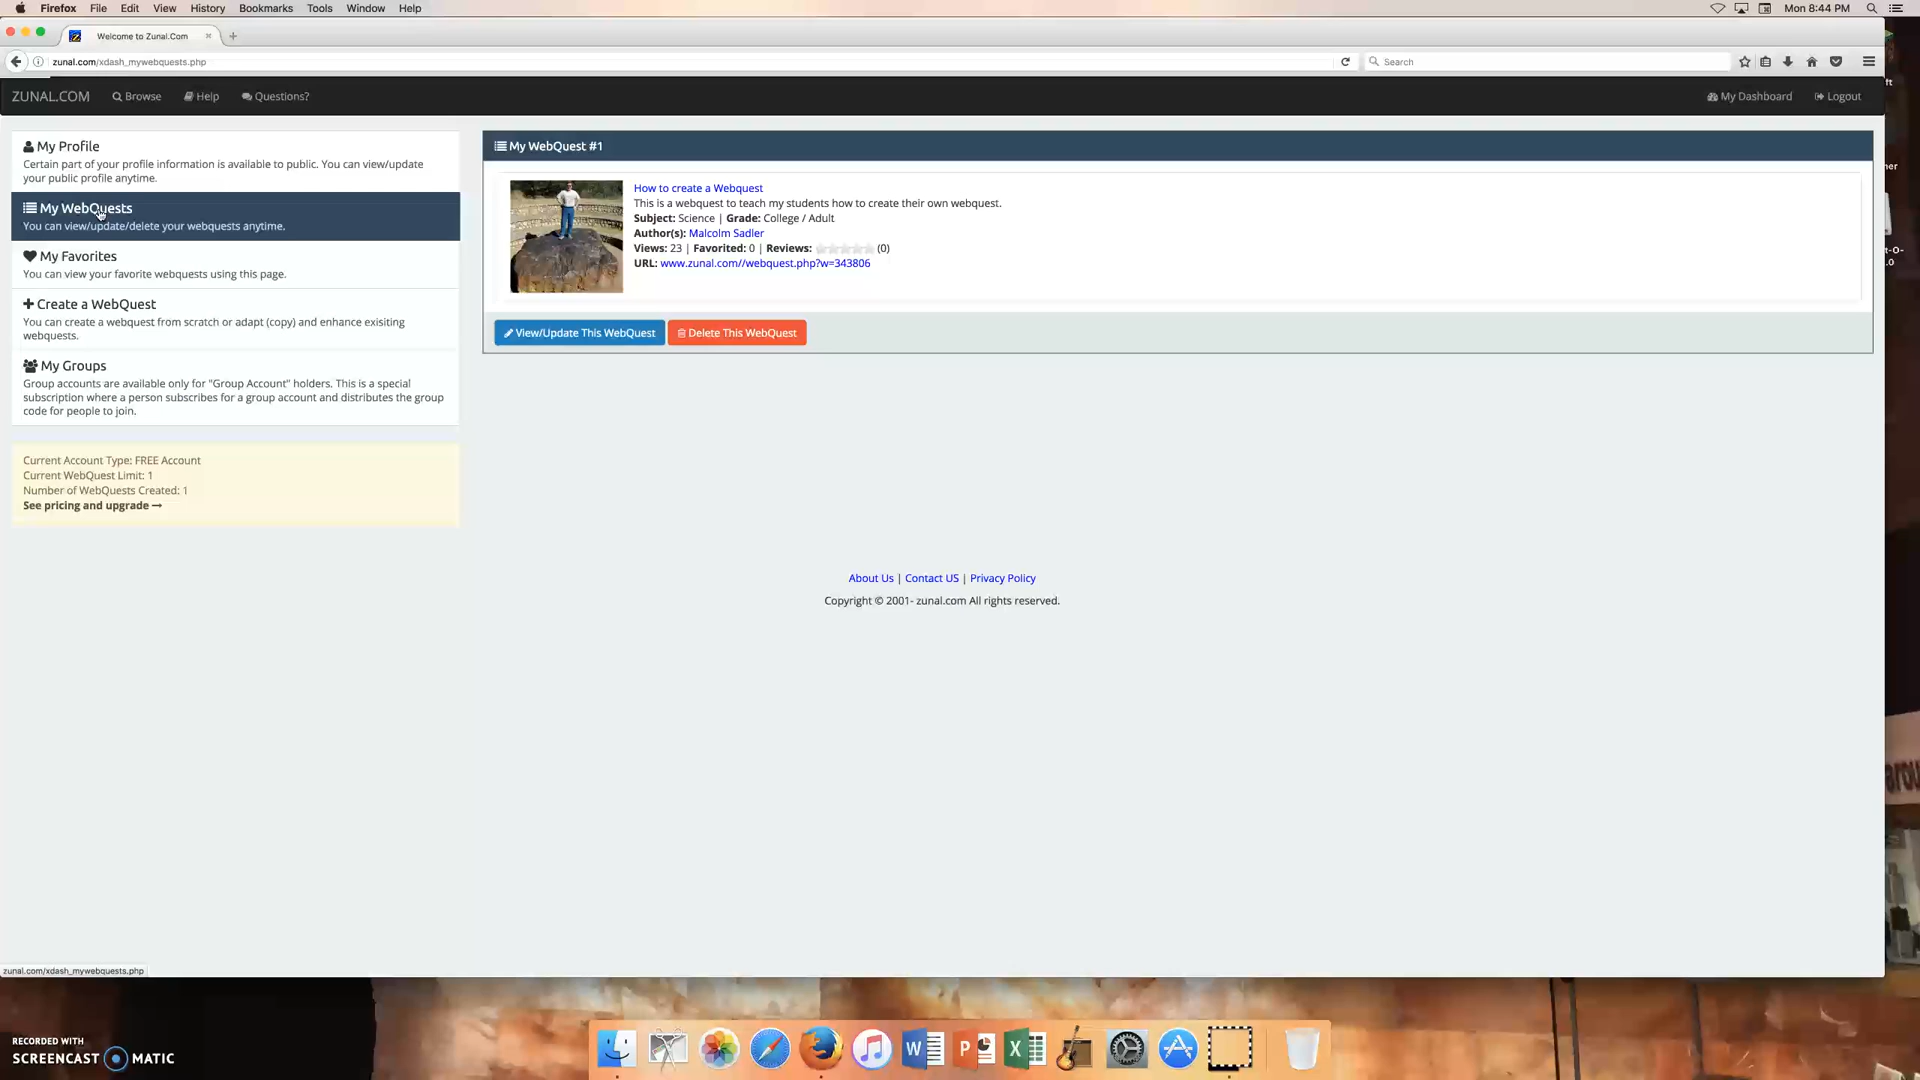 Firefox File Edit View History Bookmarks Tools Window Help Mon 8:44 PM
Welcome to Zunal.Com
zunal.com/xdash_mywebquests.php Search
ZUNAL.COM Browse Help Questions? My Dashboard Logout
My Profile
Certain part of your profile information is available to public. You can view/update
your public profile anytime.
My WebQuests
You can view/update/delete your webquests anytime.
My Favorites
You can view your favorite webquests using this page.
Create a WebQuest
You can create a webquest from scratch or adapt (copy) and enhance exisiting
webquests.
My Groups
Group accounts are available only for "Group Account" holders. This is a special
subscription where a person subscribes for a group account and distributes the group
code for people to join.
Current Account Type: FREE Account
Current WebQuest Limit: 1
Number of WebQuests Created: 1
See pricing and upgrade →
My WebQuest #1
How to create a Webquest
This is a webquest to teach my students how to create their own webquest.
Subject: Science | Grade: College / Adult
Author(s): Malcolm Sadler
Views: 23 | Favorited: 0 | Reviews: (0)
URL: www.zunal.com//webquest.php?w=343806
View/Update This WebQuest Delete This WebQuest
About Us | Contact US | Privacy Policy
Copyright © 2001- zunal.com All rights reserved.
zunal.com/xdash_mywebquests.php
RECORDED WITH
SCREENCAST MATIC
W P X